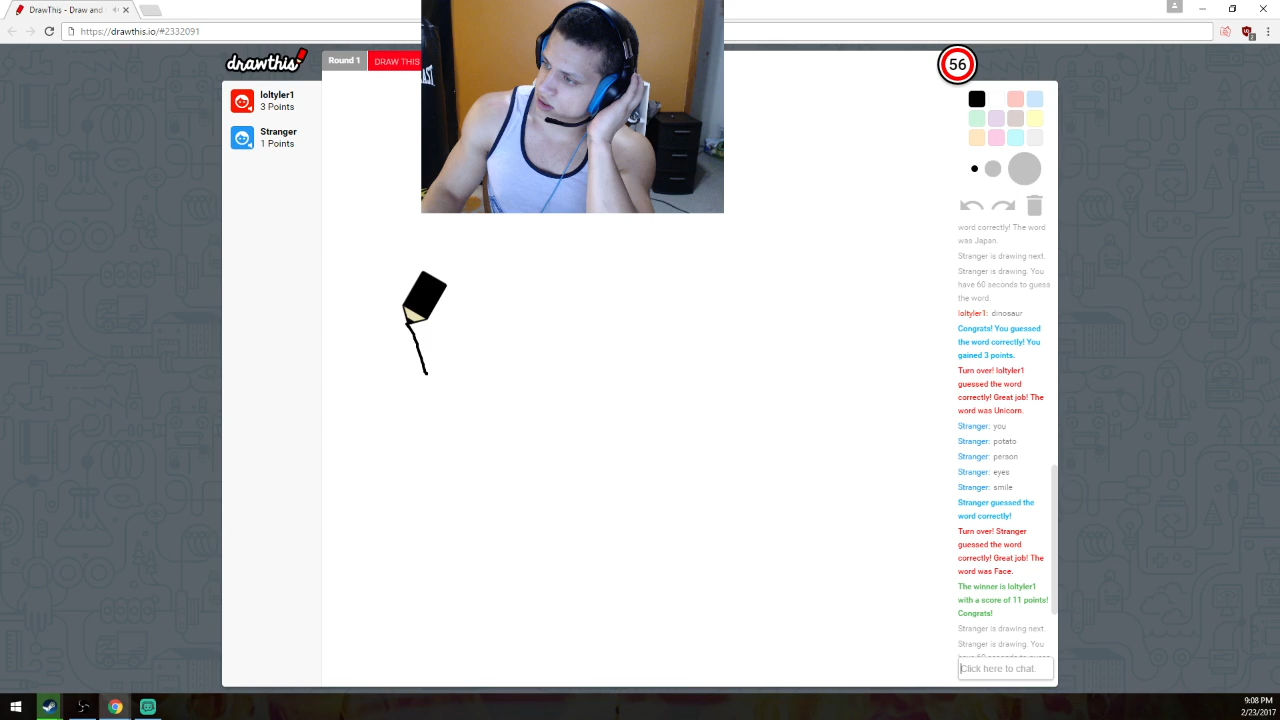 DrawThis - Draw and
https://drawthis.io/#2332091
drawthis!
Round 1
DRAW THIS
56
loltyler1
3 Points
Stranger
1 Points
word correctly! The word
was Japan.
Stranger is drawing next.
Stranger is drawing. You
have 60 seconds to guess
the word.
loltyler1: dinosaur
Congrats! You guessed
the word correctly! You
gained 3 points.
Turn over! loltyler1
guessed the word
correctly! Great job! The
word was Unicorn.
Stranger: you
Stranger: potato
Stranger: person
Stranger: eyes
Stranger: smile
Stranger guessed the
word correctly!
Turn over! Stranger
guessed the word
correctly! Great job! The
word was Face.
The winner is loltyler1
with a score of 11 points!
Congrats!
Stranger is drawing next.
Stranger is drawing. You
have 60 seconds to guess
Click here to chat.
9:08 PM
2/23/2017